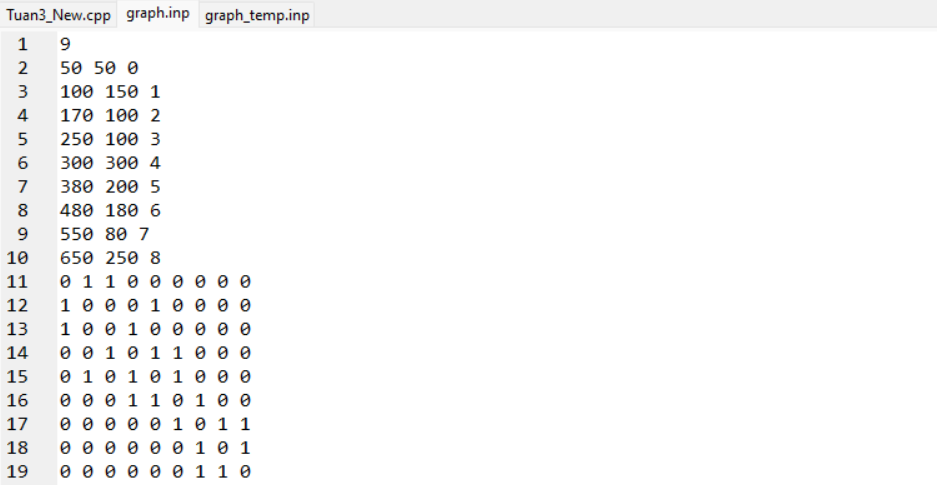 Tuan3_New.cpp graph.inp graph_temp.inp
1 9
2 50 50 0
3 100 150 1
4 170 100 2
5 250 100 3
6 300 300 4
7 380 200 5
8 480 180 6
9 550 80 7
10 650 250 8
11 0 1 1 0 0 0 0 0 0
12 1 0 0 0 1 0 0 0 0
13 1 0 0 1 0 0 0 0 0
14 0 0 1 0 1 1 0 0 0
15 0 1 0 1 0 1 0 0 0
16 0 0 0 1 1 0 1 0 0
17 0 0 0 0 0 1 0 1 1
18 0 0 0 0 0 0 1 0 1
19 0 0 0 0 0 0 1 1 0